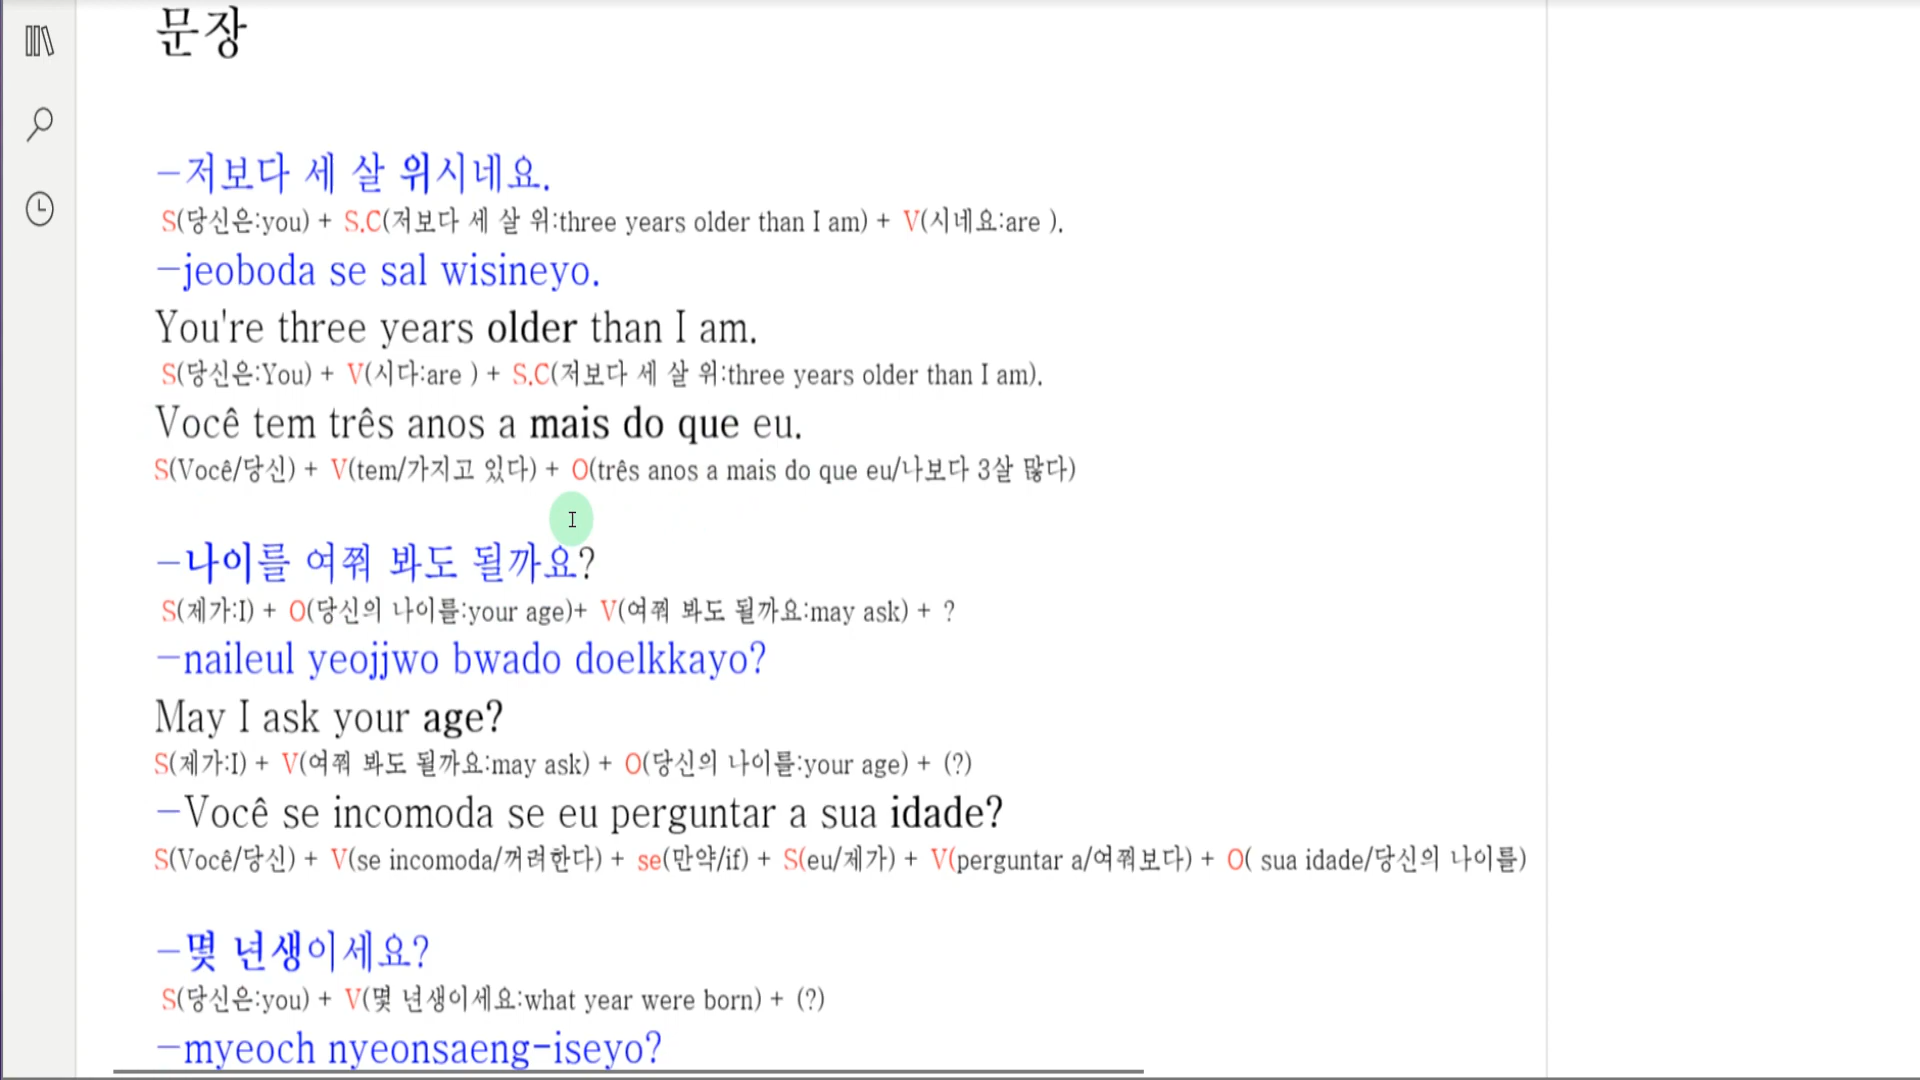 문장
-저보다 세 살 위시네요.
S(당신은:you) + S.C(저보다 세 살 위:three years older than I am) + V(시네요:are ).
-jeoboda se sal wisineyo.
You're three years older than I am.
S(당신은:You) + V(시다:are ) + S.C(저보다 세 살 위:three years older than I am).
Você tem três anos a mais do que eu.
S(Você/당신) + V(tem/가지고 있다) + O(três anos a mais do que eu/나보다 3살 많다)
-나이를 여쭤 봐도 될까요?
S(제가:I) + O(당신의 나이를:your age)+ V(여쭤 봐도 될까요:may ask) + ?
-naileul yeojjwo bwado doelkkayo?
May I ask your age?
S(제가:I) + V(여쭤 봐도 될까요:may ask) + O(당신의 나이를:your age) + (?)
-Você se incomoda se eu perguntar a sua idade?
S(Você/당신) + V(se incomoda/꺼려한다) + se(만약/if) + S(eu/제가) + V(perguntar a/여쭤보다) + O( sua idade/당신의 나이를)
-몇 년생이세요?
S(당신은:you) + V(몇 년생이세요:what year were born) + (?)
-myeoch nyeonsaeng-iseyo?